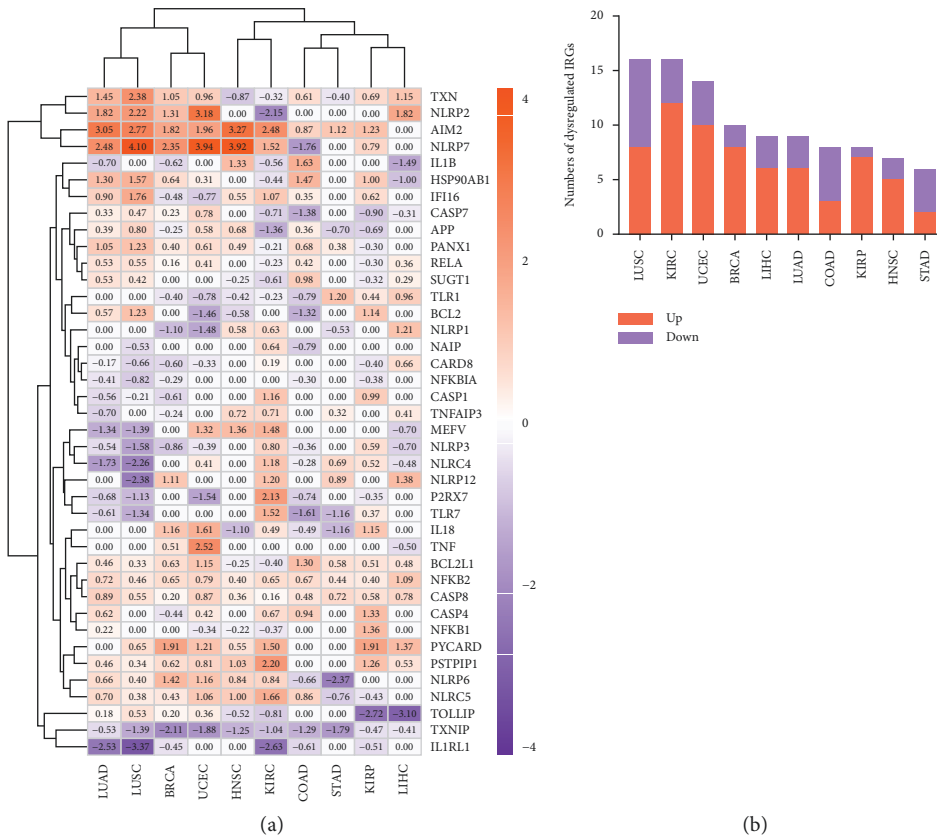 1.45 2.38 1.05 0.96 −0.87 −0.32 0.61 −0.40 0.69 1.15 TXN
1.82 2.22 1.31 3.18 0.00 −2.15 0.00 0.00 0.00 1.82 NLRP2
3.05 2.77 1.82 1.96 3.27 2.48 0.87 1.12 1.23 0.00 AIM2
2.48 4.10 2.35 3.94 3.92 1.52 −1.76 0.00 0.79 0.00 NLRP7
−0.70 0.00 −0.62 0.00 1.33 −0.56 1.63 0.00 0.00 −1.49 IL1B
1.30 1.57 0.64 0.31 0.00 −0.44 1.47 0.00 1.00 −1.00 HSP90AB1
0.90 1.76 −0.48 −0.77 0.55 1.07 0.35 0.00 0.62 0.00 IFI16
0.33 0.47 0.23 0.78 0.00 −0.71 −1.38 0.00 −0.90 −0.31 CASP7
0.39 0.80 −0.25 0.58 0.68 −1.36 0.36 −0.70 −0.69 0.00 APP
1.05 1.23 0.40 0.61 0.49 −0.21 0.68 0.38 −0.30 0.00 PANX1
0.53 0.55 0.16 0.41 0.00 −0.23 0.42 0.00 −0.30 0.36 RELA
0.53 0.42 0.00 0.00 −0.25 −0.61 0.98 0.00 −0.32 0.29 SUGT1
0.00 0.00 −0.40 −0.78 −0.42 −0.23 −0.79 1.20 0.44 0.96 TLR1
0.57 1.23 0.00 −1.46 −0.58 0.00 −1.32 0.00 1.14 0.00 BCL2
0.00 0.00 −1.10 −1.48 0.58 0.63 0.00 −0.53 0.00 1.21 NLRP1
0.00 −0.53 0.00 0.00 0.00 0.64 −0.79 0.00 0.00 0.00 NAIP
−0.17 −0.66 −0.60 −0.33 0.00 0.19 0.00 0.00 −0.40 0.66 CARD8
−0.41 −0.82 −0.29 0.00 0.00 0.00 −0.30 0.00 −0.38 0.00 NFKBIA
−0.56 −0.21 −0.61 0.00 0.00 1.16 0.00 0.00 0.99 0.00 CASP1
−0.70 0.00 −0.24 0.00 0.72 0.71 0.00 0.32 0.00 0.41 TNFAIP3
−1.34 −1.39 0.00 1.32 1.36 1.48 0.00 0.00 0.00 −0.70 MEFV
−0.54 −1.58 −0.86 −0.39 0.00 0.80 −0.36 0.00 0.59 −0.70 NLRP3
−1.73 −2.26 0.00 0.41 0.00 1.18 −0.28 0.69 0.52 −0.48 NLRC4
0.00 −2.38 1.11 0.00 0.00 1.20 0.00 0.89 0.00 1.38 NLRP12
−0.68 −1.13 0.00 −1.54 0.00 2.13 −0.74 0.00 −0.35 0.00 P2RX7
−0.61 −1.34 0.00 0.00 0.00 1.52 −1.61 −1.16 0.37 0.00 TLR7
0.00 0.00 1.16 1.61 −1.10 0.49 −0.49 −1.16 1.15 0.00 IL18
0.00 0.00 0.51 2.52 0.00 0.00 0.00 0.00 0.00 −0.50 TNF
0.46 0.33 0.63 1.15 −0.25 −0.40 1.30 0.58 0.51 0.48 BCL2L1
0.72 0.46 0.65 0.79 0.40 0.65 0.67 0.44 0.40 1.09 NFKB2
0.89 0.55 0.20 0.87 0.36 0.16 0.48 0.72 0.58 0.78 CASP8
0.62 0.00 −0.44 0.42 0.00 0.67 0.94 0.00 1.33 0.00 CASP4
0.22 0.00 0.00 −0.34 −0.22 −0.37 0.00 0.00 1.36 0.00 NFKB1
0.00 0.65 1.91 1.21 0.55 1.50 0.00 0.00 1.91 1.37 PYCARD
0.46 0.34 0.62 0.81 1.03 2.20 0.00 0.00 1.26 0.53 PSTPIP1
0.66 0.40 1.42 1.16 0.84 0.84 −0.66 −2.37 0.00 0.00 NLRP6
0.70 0.38 0.43 1.06 1.00 1.66 0.86 −0.76 −0.43 0.00 NLRC5
0.18 0.53 0.20 0.36 −0.52 −0.81 0.00 0.00 −2.72 −3.10 TOLLIP
−0.53 −1.39 −2.11 −1.88 −1.25 −1.04 −1.29 −1.79 −0.47 −0.41 TXNIP
−2.53 −3.37 −0.45 0.00 0.00 −2.63 −0.61 0.00 −0.51 0.00 IL1RL1
LUAD LUSC BRCA UCEC HNSC KIRC COAD STAD KIRP LIHC
4
2
0
−2
−4
(a)
Numbers of dysregulated IRGs
20
15
10
5
0
LUSC KIRC UCEC BRCA LIHC LUAD COAD KIRP HNSC STAD
Up
Down
(b)